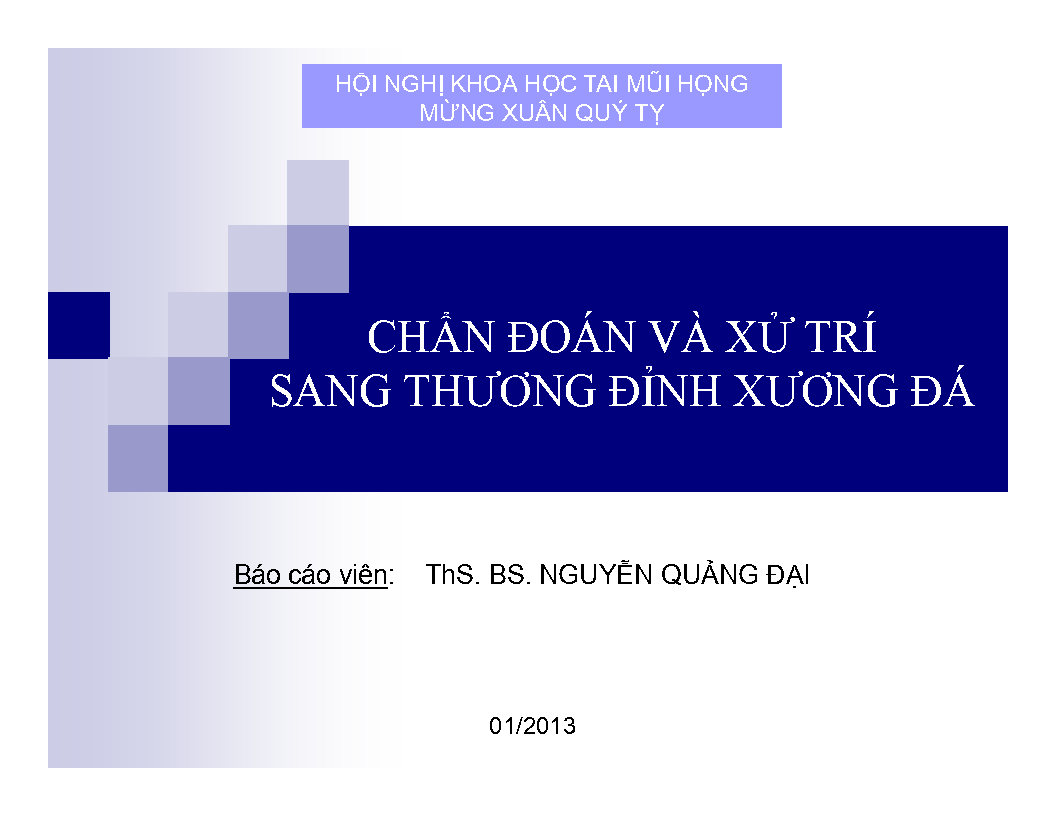 HỘI NGHỊ KHOA HỌC TAI MŨI HỌNG
MỪNG XUÂN QUÝ TỴ
CHẨN ĐOÁN VÀ XỬ TRÍ
SANG THƯƠNG ĐỈNH XƯƠNG ĐÁ
Báo cáo viên: ThS. BS. NGUYỄN QUẢNG ĐẠI
01/2013